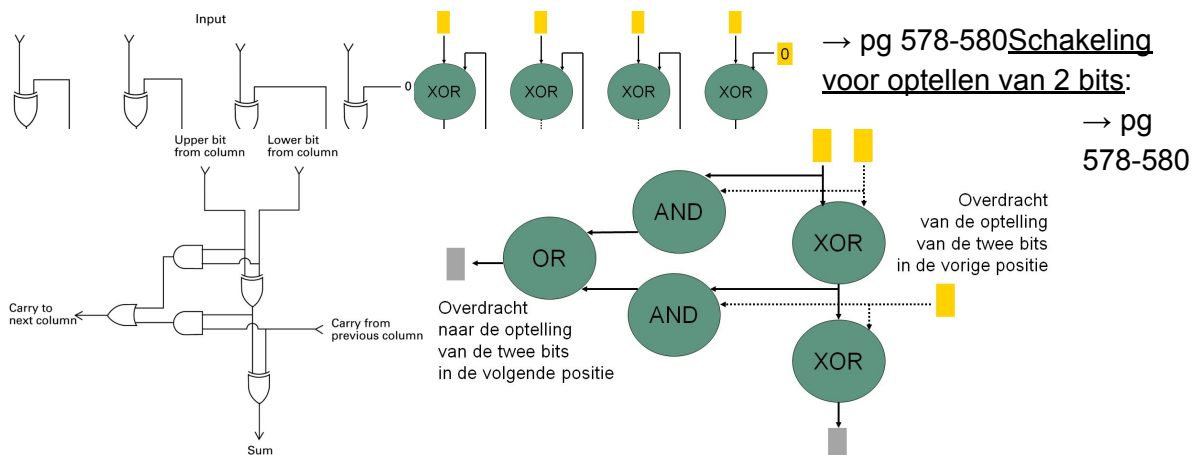 Input
0
XOR
XOR
XOR
XOR
0
→ pg 578-580Schakeling
voor optellen van 2 bits:
→ pg
578-580
Upper bit
from column
Lower bit
from column
Carry to
next column
Carry from
previous column
Sum
AND
XOR
OR
AND
XOR
Overdracht
van de optelling
van de twee bits
in de vorige positie
Overdracht
naar de optelling
van de twee bits
in de volgende positie